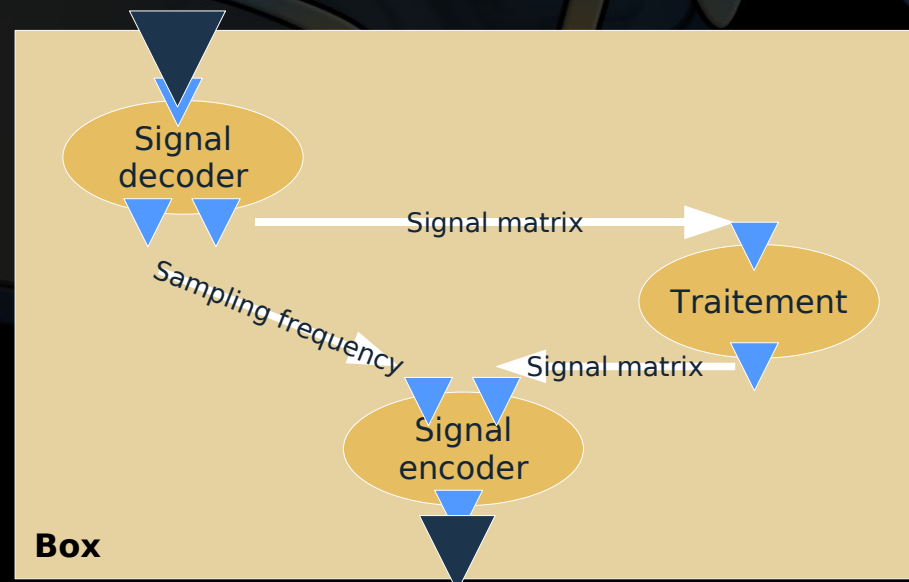 Signal
decoder
Signal matrix
Sampling frequency
Traitement
Signal matrix
Signal
encoder
Box